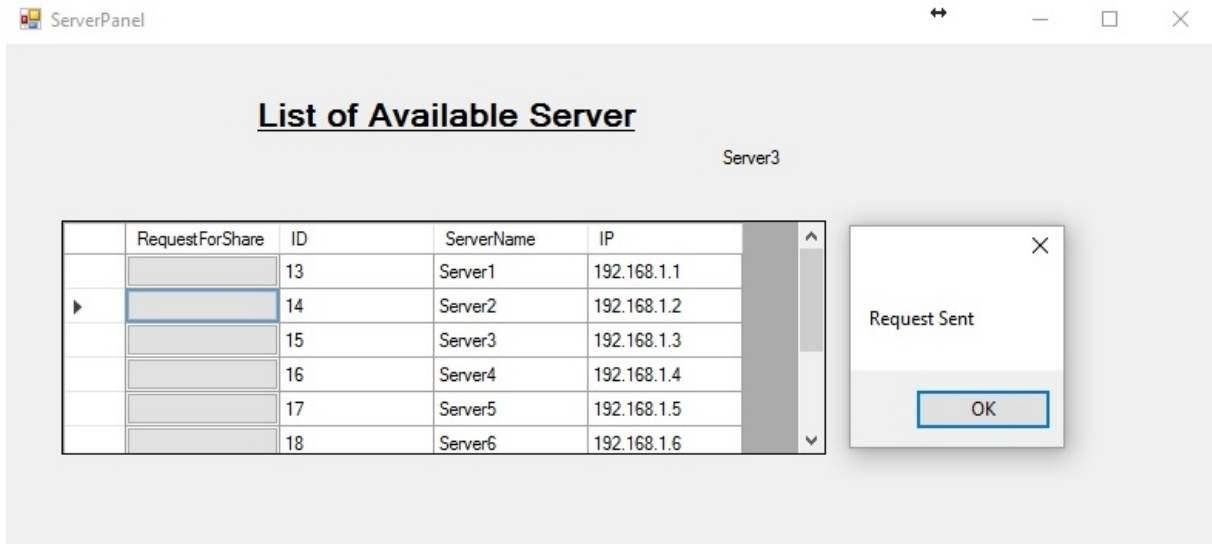 ServerPanel
List of Available Server
Server3
RequestForShare ID ServerName IP
13 Server1 192.168.1.1
14 Server2 192.168.1.2
15 Server3 192.168.1.3
16 Server4 192.168.1.4
17 Server5 192.168.1.5
18 Server6 192.168.1.6
Request Sent
OK